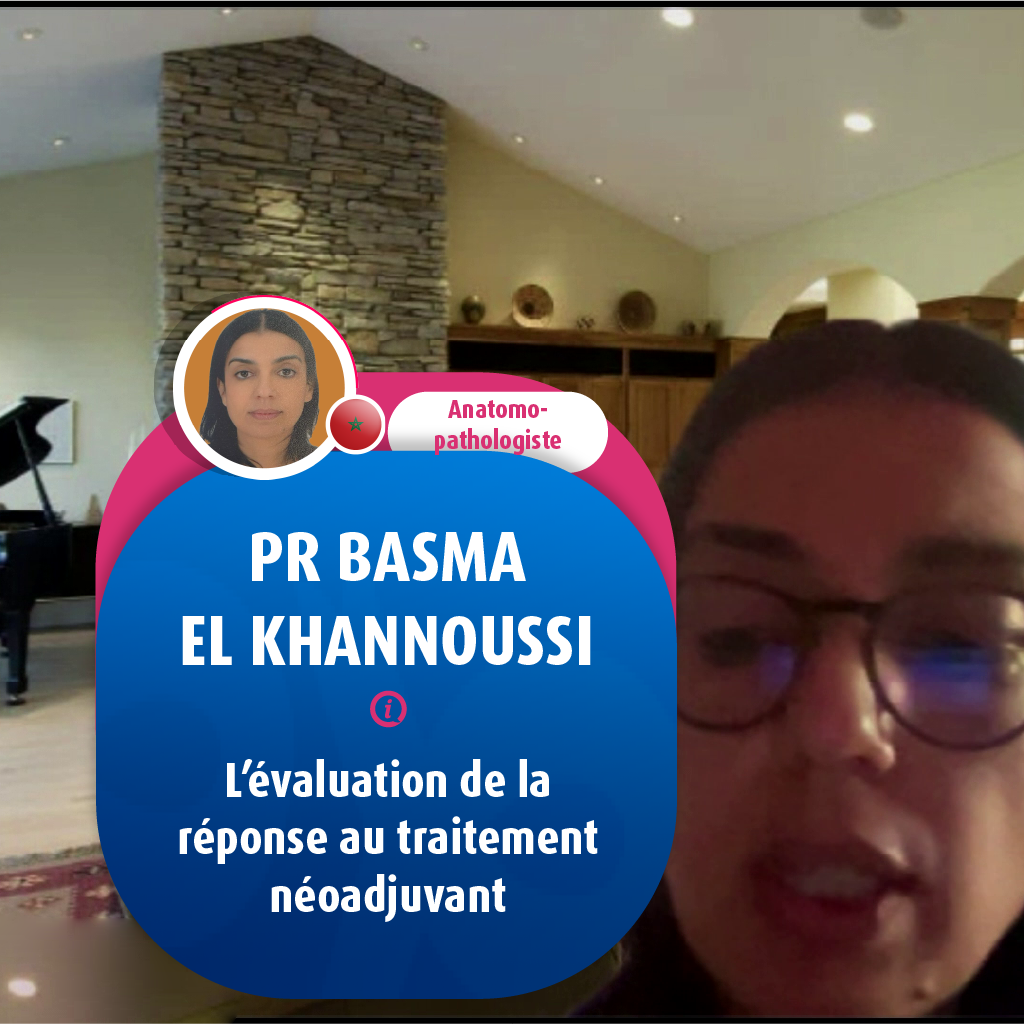 Anatomo-
pathologiste
PR BASMA
EL KHANNOUSSI
i
L’évaluation de la
réponse au traitement
néoadjuvant